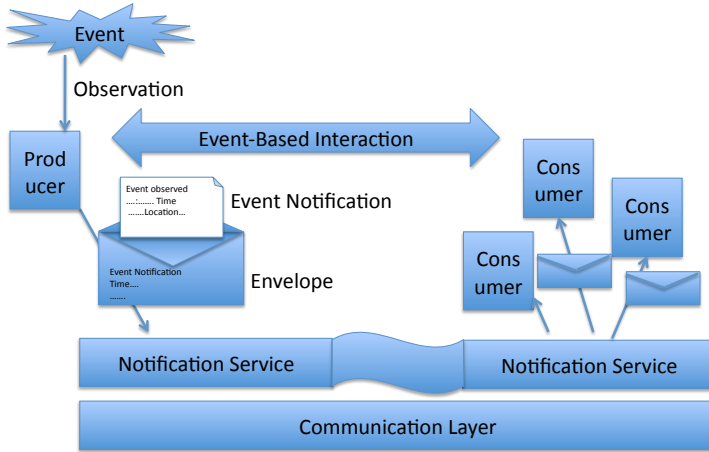 Event
Observation
Event-Based Interaction
Prod
ucer
Event observed
....:....... Time
.......Location...
Event Notification
Event Notification
Time....
.......
Envelope
Cons
umer
Cons
umer
Cons
umer
Notification Service
Notification Service
Communication Layer